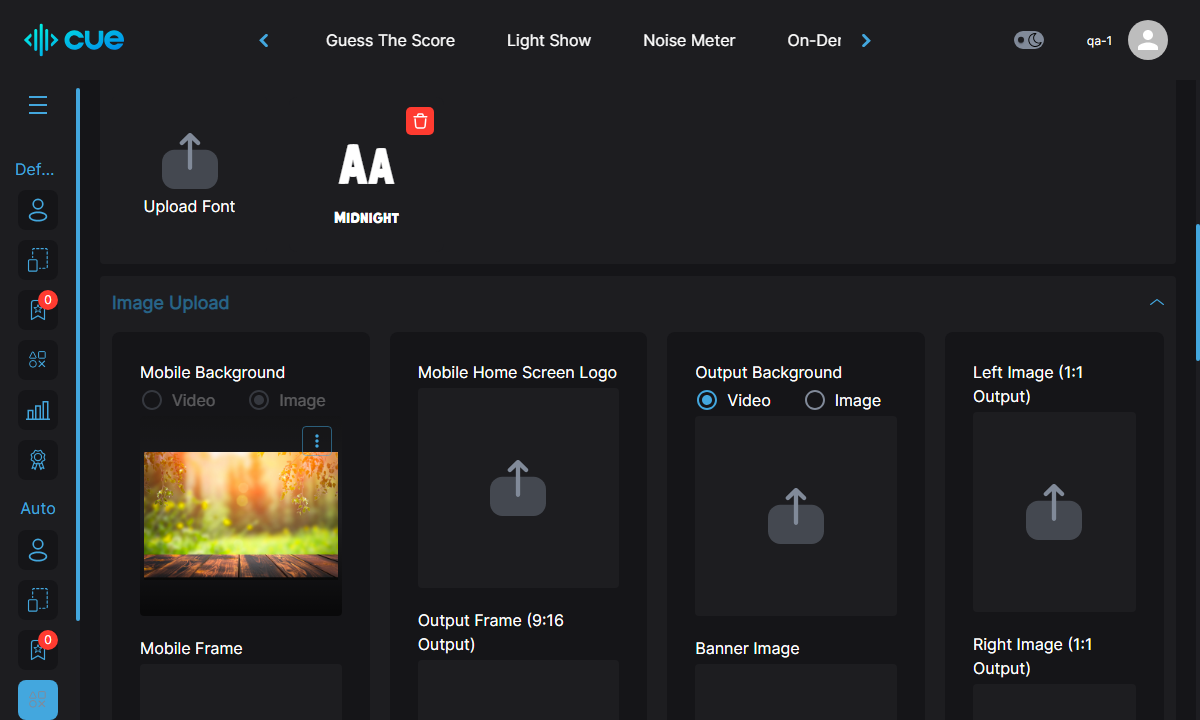 cue
Guess The Score
Light Show
Noise Meter
On-Der
qa-1
Def...
0
Auto
0
Upload Font
AA
MIDNIGHT
Image Upload
Mobile Background
Video
Image
Mobile Frame
Mobile Home Screen Logo
Output Frame (9:16
Output)
Output Background
Video
Image
Banner Image
Left Image (1:1
Output)
Right Image (1:1
Output)